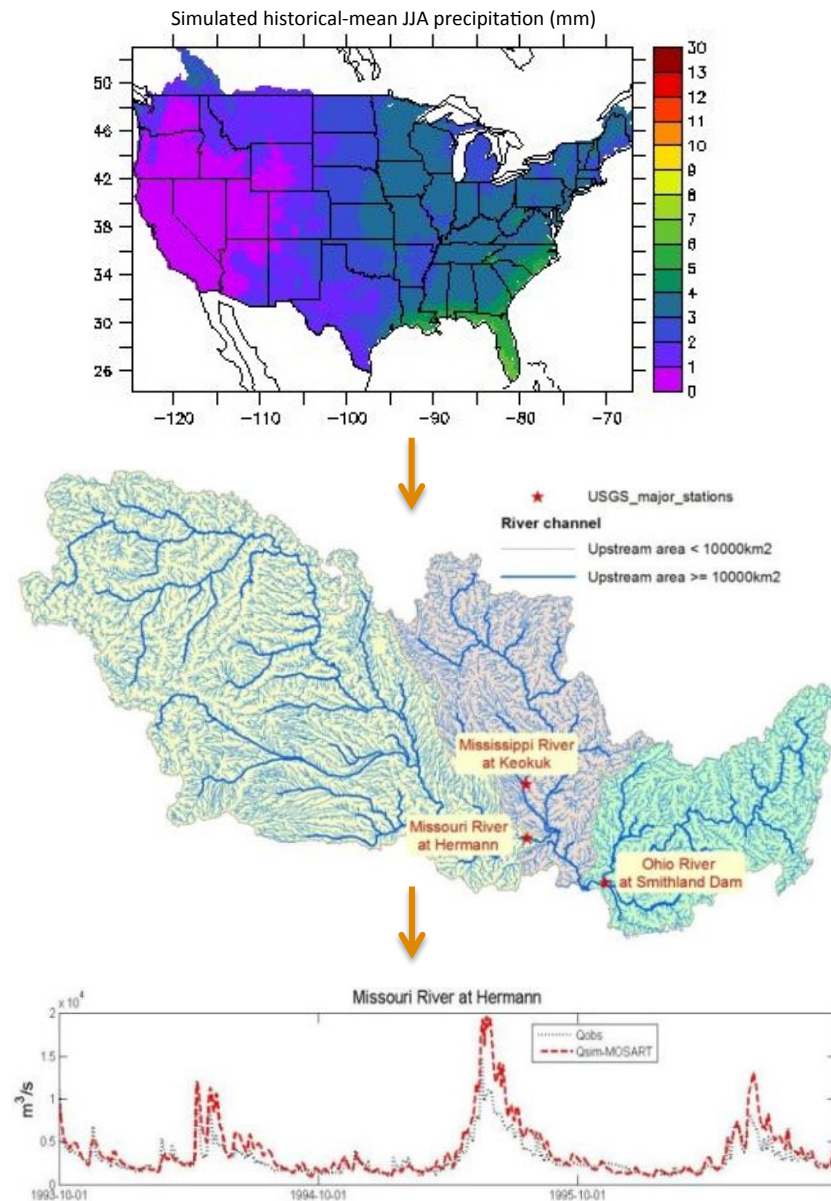 Simulated historical-mean JJA precipitation (mm)
50
46
42
38
34
30
26
-120
-110
-100
-90
-80
-70
30
13
12
11
10
9
8
7
6
5
4
3
2
1
0
USGS_major_stations
River channel
Upstream area < 10000km2
Upstream area >= 10000km2
Mississippi River
at Keokuk
Missouri River
at Hermann
Ohio River
at Smithland Dam
Missouri River at Hermann
x 10⁴
2
1.5
1
0.5
0
m³/s
Qobs
Qsim-MOSART
1993-10-01
1994-10-01
1995-10-01